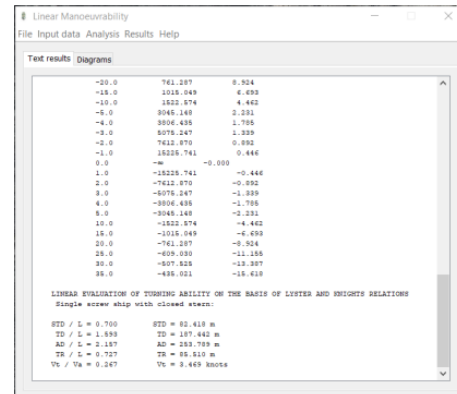 Linear Manoeuvrability
File Input data Analysis Results Help
Text results Diagrams
-20.0 761.287 8.924
-15.0 1015.049 6.693
-10.0 1522.574 4.462
-5.0 3045.148 2.231
-4.0 3806.435 1.785
-3.0 5075.247 1.339
-2.0 7612.870 0.892
-1.0 15225.741 0.446
0.0 -∞ -0.000
1.0 -15225.741 -0.446
2.0 -7612.870 -0.892
3.0 -5075.247 -1.339
4.0 -3806.435 -1.785
5.0 -3045.148 -2.231
10.0 -1522.574 -4.462
15.0 -1015.049 -6.693
20.0 -761.287 -8.924
25.0 -609.030 -11.155
30.0 -507.525 -13.387
35.0 -435.021 -15.618
LINEAR EVALUATION OF TURNING ABILITY ON THE BASIS OF LYSTER AND KNIGHTS RELATIONS
Single screw ship with closed stern:
STD / L = 0.700 STD = 82.418 m
TD / L = 1.593 TD = 187.442 m
AD / L = 2.157 AD = 253.789 m
TR / L = 0.727 TR = 85.510 m
Vt / Va = 0.267 Vt = 3.469 knots